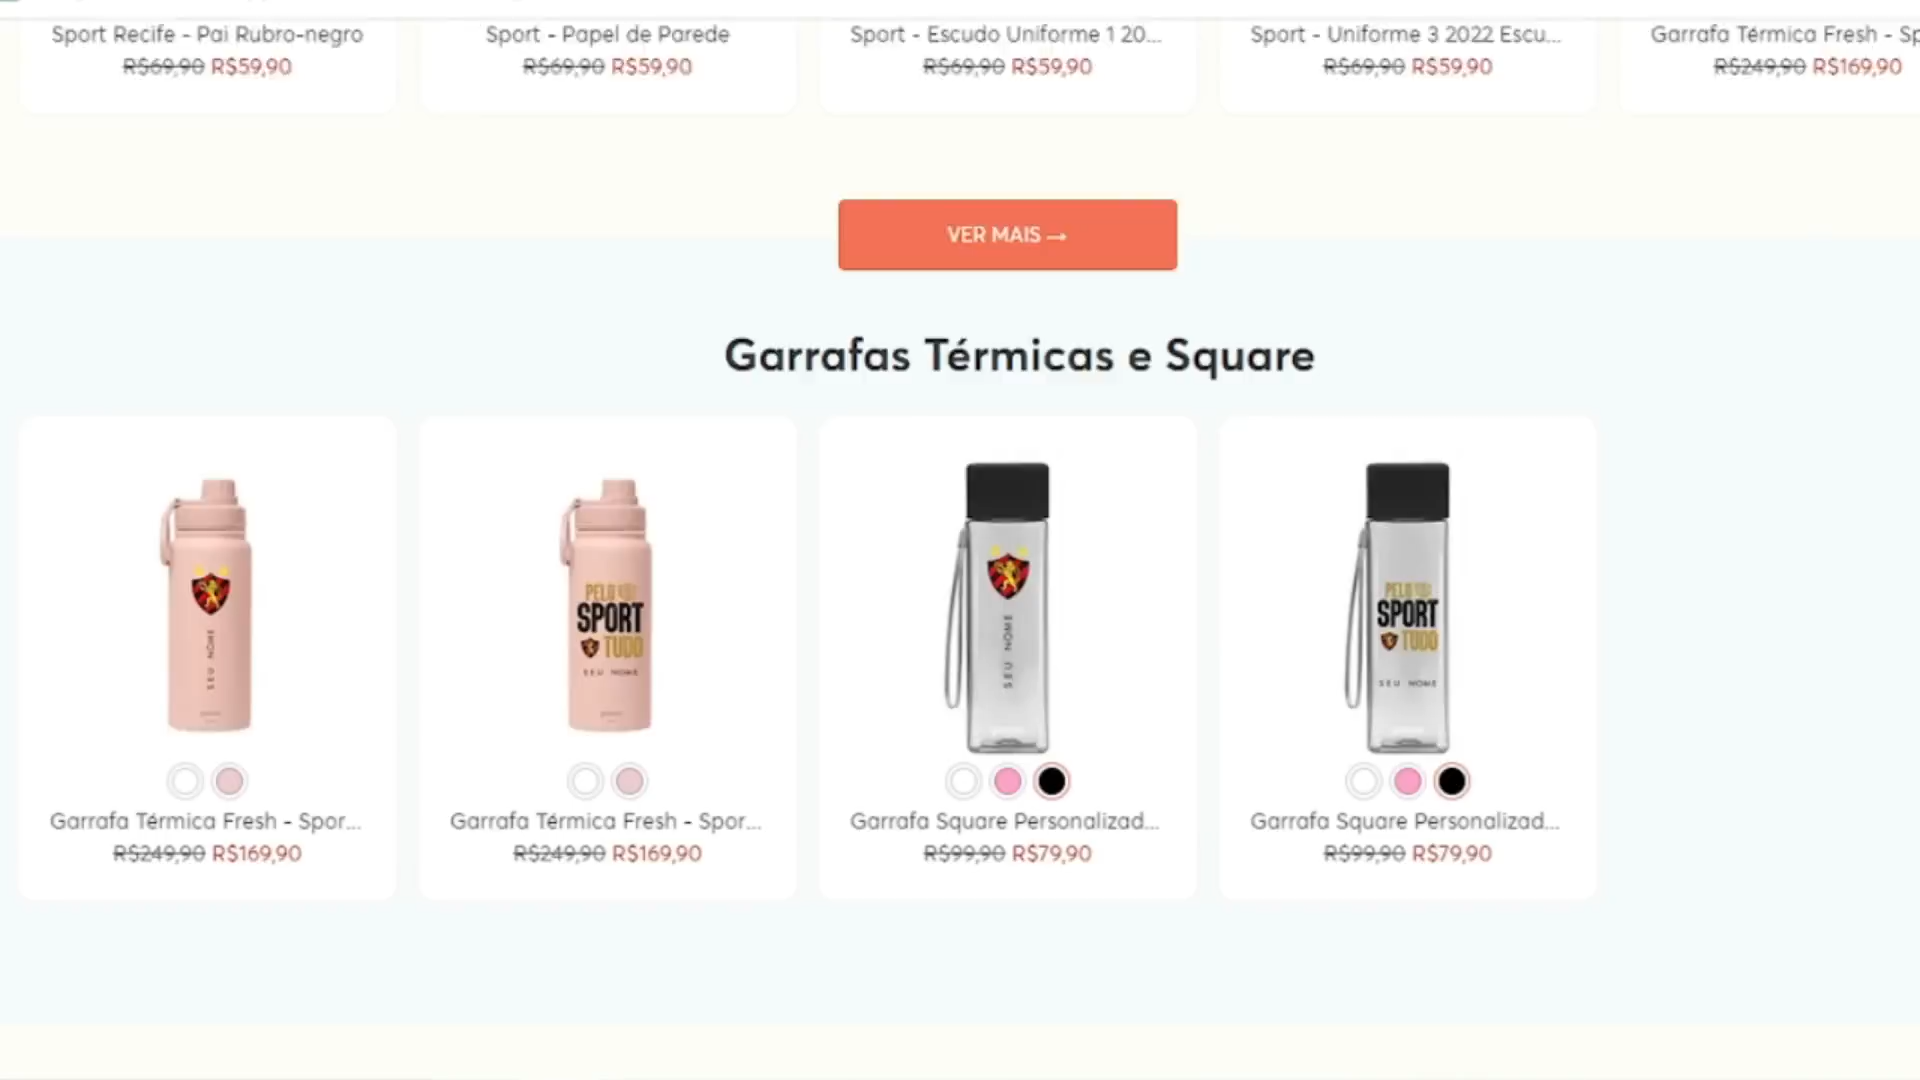 Sport Recife - Pai Rubro-negro
R$69,90 R$59,90
Sport - Papel de Parede
R$69,90 R$59,90
Sport - Escudo Uniforme 1 20...
R$69,90 R$59,90
Sport - Uniforme 3 2022 Escu...
R$69,90 R$59,90
Garrafa Térmica Fresh - Sp
R$249,90 R$169,90
VER MAIS →
Garrafas Térmicas e Square
SEU NOME
Garrafa Térmica Fresh - Spor...
R$249,90 R$169,90
PELO
SPORT
TUDO
SEU NOME
Garrafa Térmica Fresh - Spor...
R$249,90 R$169,90
SEU NOME
Garrafa Square Personalizad...
R$99,90 R$79,90
PELO
SPORT
TUDO
SEU NOME
Garrafa Square Personalizad...
R$99,90 R$79,90